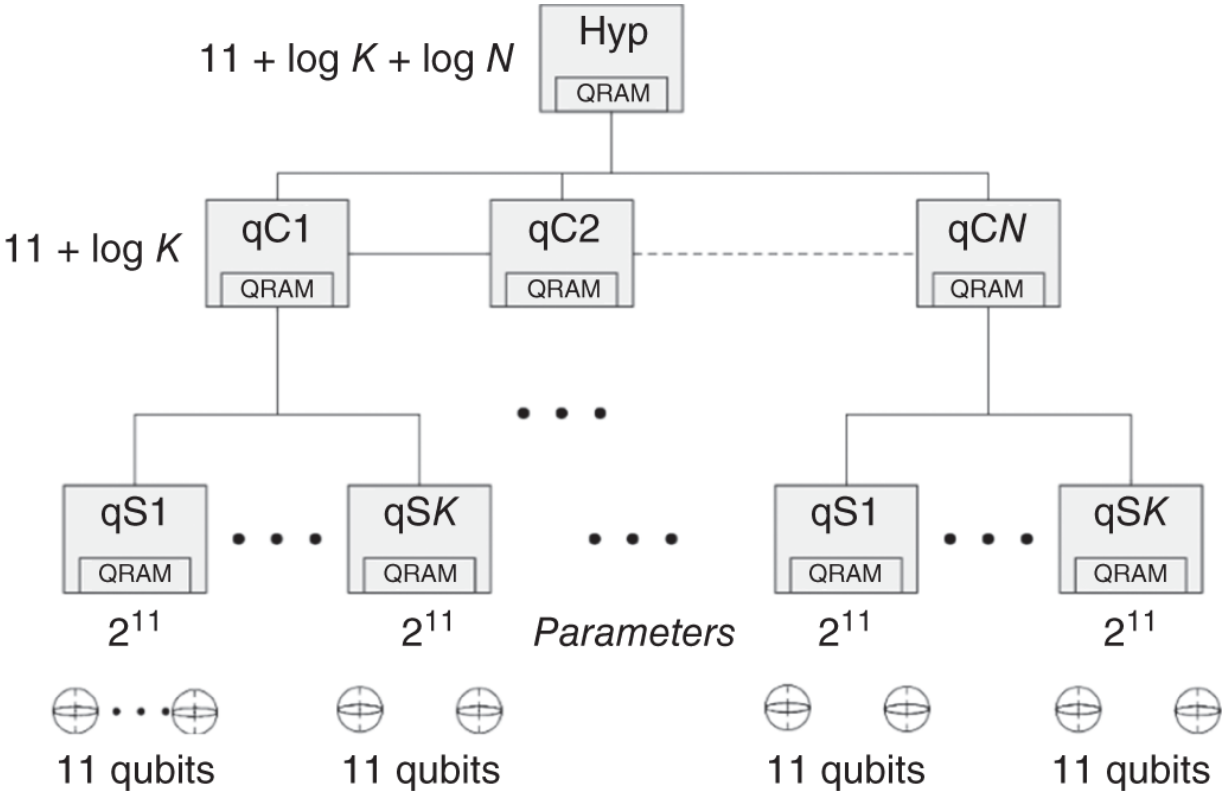 Hyp
11 + log K + log N
QRAM
qC1
qC2
qCN
11 + log K
QRAM
QRAM
QRAM
qS1
qSK
qS1
qSK
QRAM
QRAM
QRAM
QRAM
2^11
2^11
Parameters
2^11
2^11
11 qubits
11 qubits
11 qubits
11 qubits